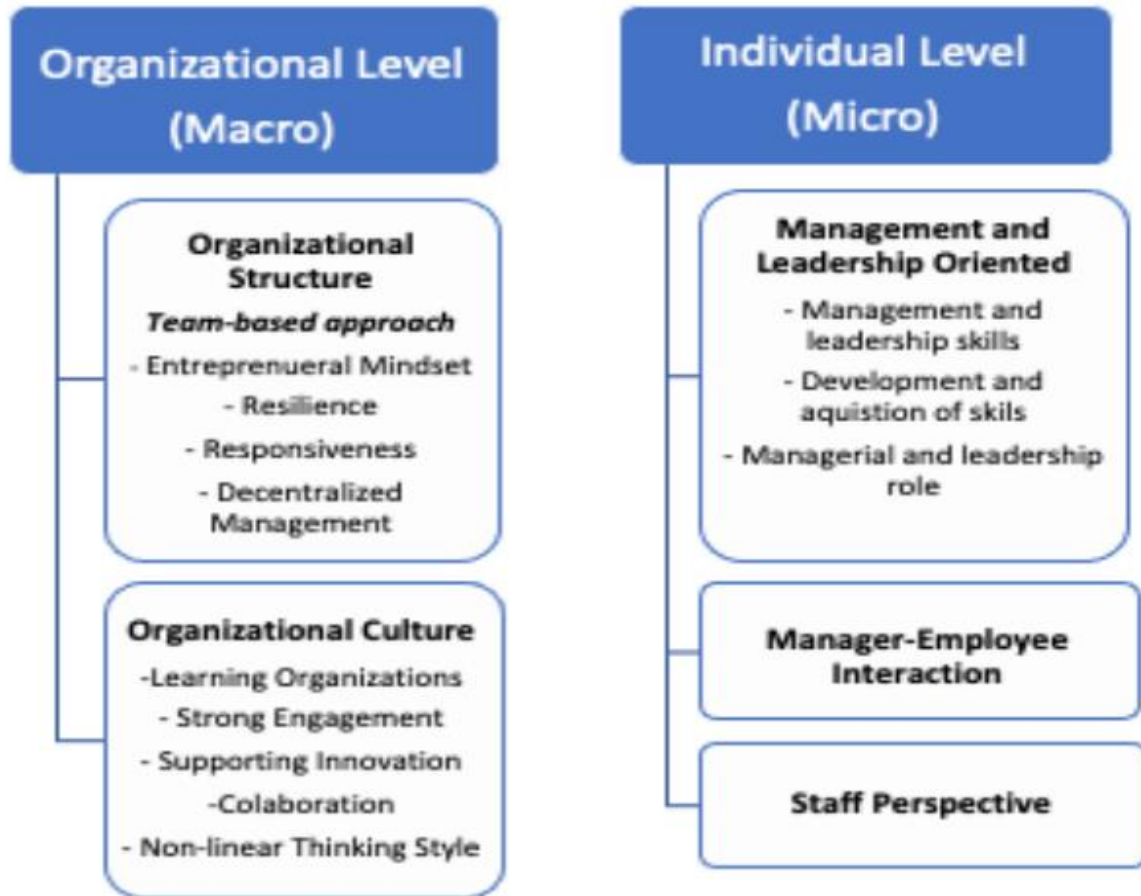 Organizational Level
(Macro)
Organizational
Structure
Team-based approach
- Entreprenueral Mindset
- Resilience
- Responsiveness
- Decentralized
Management
Organizational Culture
-Learning Organizations
- Strong Engagement
- Supporting Innovation
-Colaboration
- Non-linear Thinking Style
Individual Level
(Micro)
Management and
Leadership Oriented
- Management and
leadership skills
- Development and
aquistion of skils
- Managerial and leadership
role
Manager-Employee
Interaction
Staff Perspective